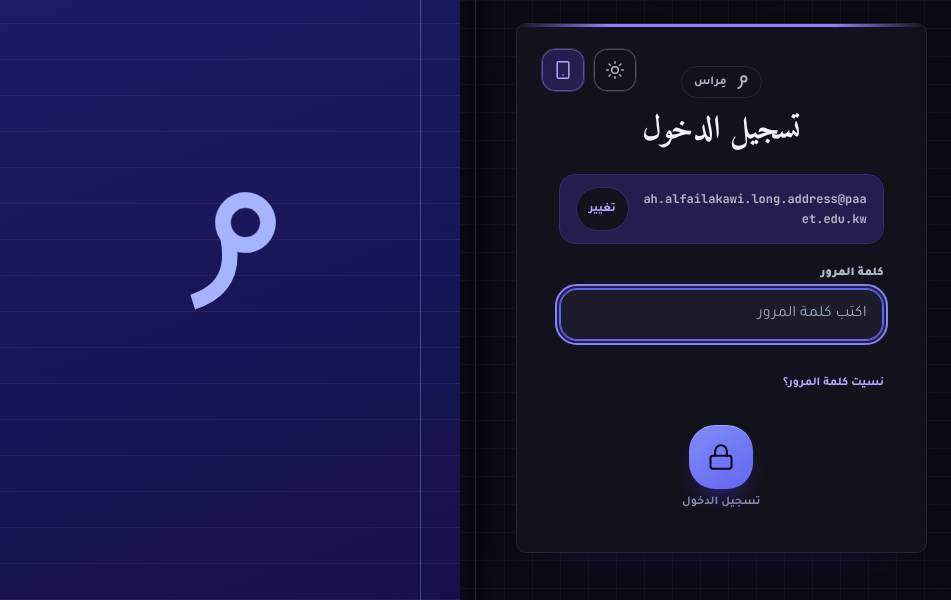 مِراس
تسجيل الدخول
ah.alfailakawi.long.address@paa
et.edu.kw
تغيير
كلمة المرور
اكتب كلمة المرور
نسيت كلمة المرور؟
تسجيل الدخول